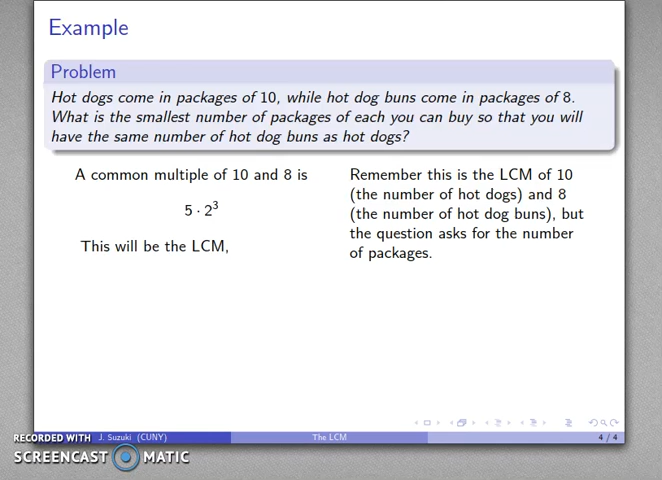 Example
Problem
Hot dogs come in packages of 10, while hot dog buns come in packages of 8.
What is the smallest number of packages of each you can buy so that you will
have the same number of hot dog buns as hot dogs?
A common multiple of 10 and 8 is
5 · 2³
This will be the LCM,
Remember this is the LCM of 10
(the number of hot dogs) and 8
(the number of hot dog buns), but
the question asks for the number
of packages.
J. Suzuki (CUNY)
The LCM
4 / 4
RECORDED WITH
SCREENCAST MATIC